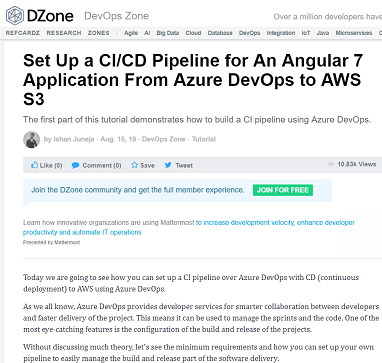 DZone DevOps Zone Over a million developers have
REFCARDZ RESEARCH ZONES | Agile AI Big Data Cloud Database DevOps Integration IoT Java Microservices O
Set Up a CI/CD Pipeline for An Angular 7
Application From Azure DevOps to AWS
S3
The first part of this tutorial demonstrates how to build a CI pipeline using Azure DevOps.
by Ishan Juneja · Aug. 15, 19 · DevOps Zone · Tutorial
Like (0) Comment (0) Save Tweet 10.83k Views
Join the DZone community and get the full member experience. JOIN FOR FREE
Learn how innovative organizations are using Mattermost to increase development velocity, enhance developer
productivity and automate IT operations
Presented by Mattermost
Today we are going to see how you can set up a CI pipeline over Azure DevOps with CD (continuous
deployment) to AWS using Azure DevOps.
As we all know, Azure DevOps provides developer services for smarter collaboration between developers
and faster delivery of the project. This means it can be used to manage the sprints and the code. One of the
most eye-catching features is the configuration of the build and release of the projects.
Without discussing much theory, let's see the minimum requirements and how you can set up your own
pipeline to easily manage the build and release part of the software delivery.